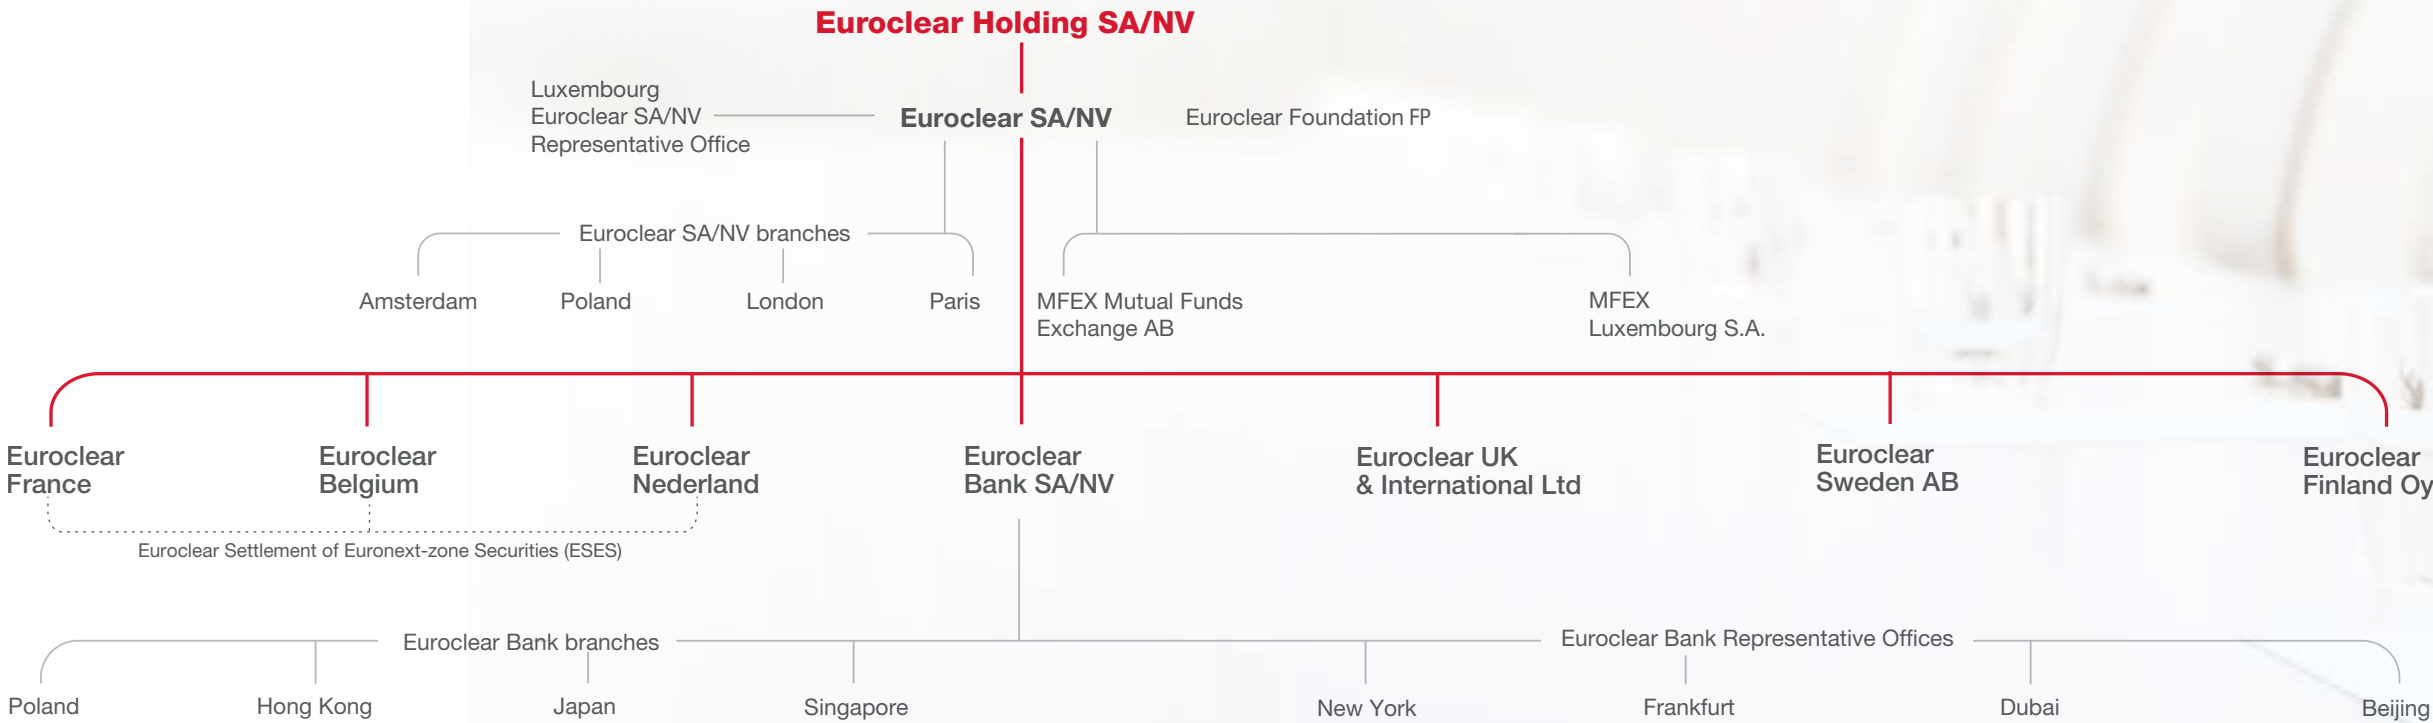 Euroclear Holding SA/NV
Luxembourg
Euroclear SA/NV
Representative Office
Euroclear SA/NV
Euroclear Foundation FP
Euroclear SA/NV branches
Amsterdam
Poland
London
Paris
MFEX Mutual Funds
Exchange AB
MFEX
Luxembourg S.A.
Euroclear
France
Euroclear
Belgium
Euroclear
Nederland
Euroclear
Bank SA/NV
Euroclear UK
& International Ltd
Euroclear
Sweden AB
Euroclear
Finland Oy
Euroclear Settlement of Euronext-zone Securities (ESES)
Euroclear Bank branches
Euroclear Bank Representative Offices
Poland
Hong Kong
Japan
Singapore
New York
Frankfurt
Dubai
Beijing